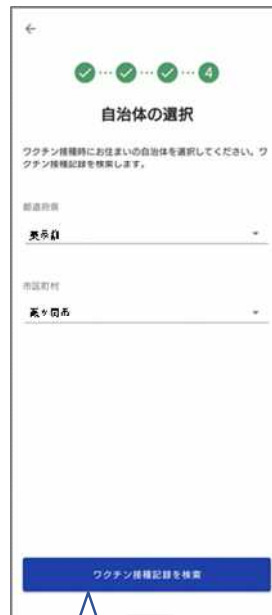 4
自治体の選択
ワクチン接種時にお住まいの自治体を選択してください。ワ
クチン接種記録を検索します。
都道府県
市区町村
ワクチン接種記録を検索